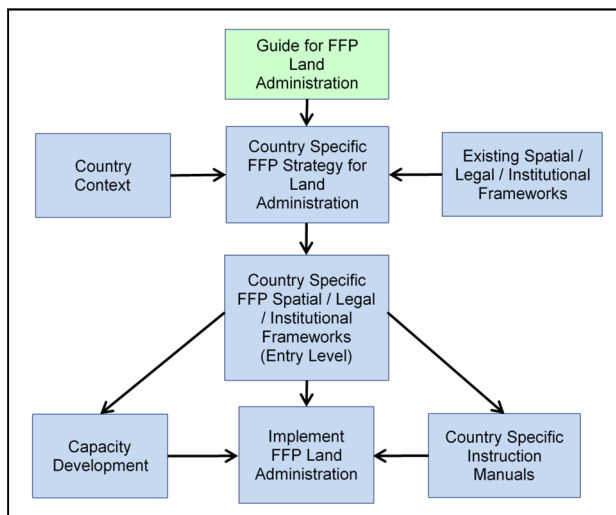 Guide for FFP
Land
Administration
Country
Context
Country Specific
FFP Strategy for
Land
Administration
Existing Spatial /
Legal / Institutional
Frameworks
Country Specific
FFP Spatial / Legal
/ Institutional
Frameworks
(Entry Level)
Capacity
Development
Implement
FFP Land
Administration
Country Specific
Instruction
Manuals